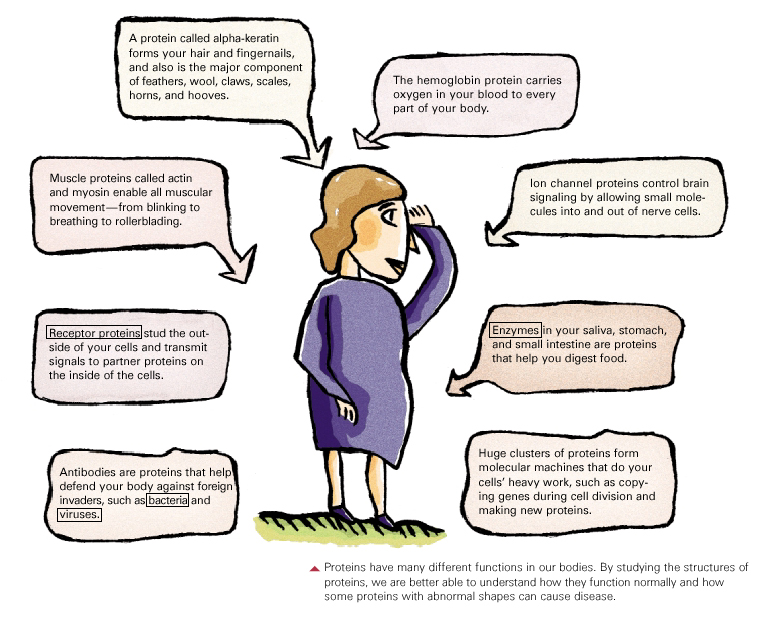 A protein called alpha-keratin
forms your hair and fingernails,
and also is the major component
of feathers, wool, claws, scales,
horns, and hooves.
The hemoglobin protein carries
oxygen in your blood to every
part of your body.
Muscle proteins called actin
and myosin enable all muscular
movement—from blinking to
breathing to rollerblading.
Ion channel proteins control brain
signaling by allowing small mole-
cules into and out of nerve cells.
Receptor proteins stud the out-
side of your cells and transmit
signals to partner proteins on
the inside of the cells.
Enzymes in your saliva, stomach,
and small intestine are proteins
that help you digest food.
Antibodies are proteins that help
defend your body against foreign
invaders, such as bacteria and
viruses.
Huge clusters of proteins form
molecular machines that do your
cells’ heavy work, such as copy-
ing genes during cell division and
making new proteins.
Proteins have many different functions in our bodies. By studying the structures of
proteins, we are better able to understand how they function normally and how
some proteins with abnormal shapes can cause disease.